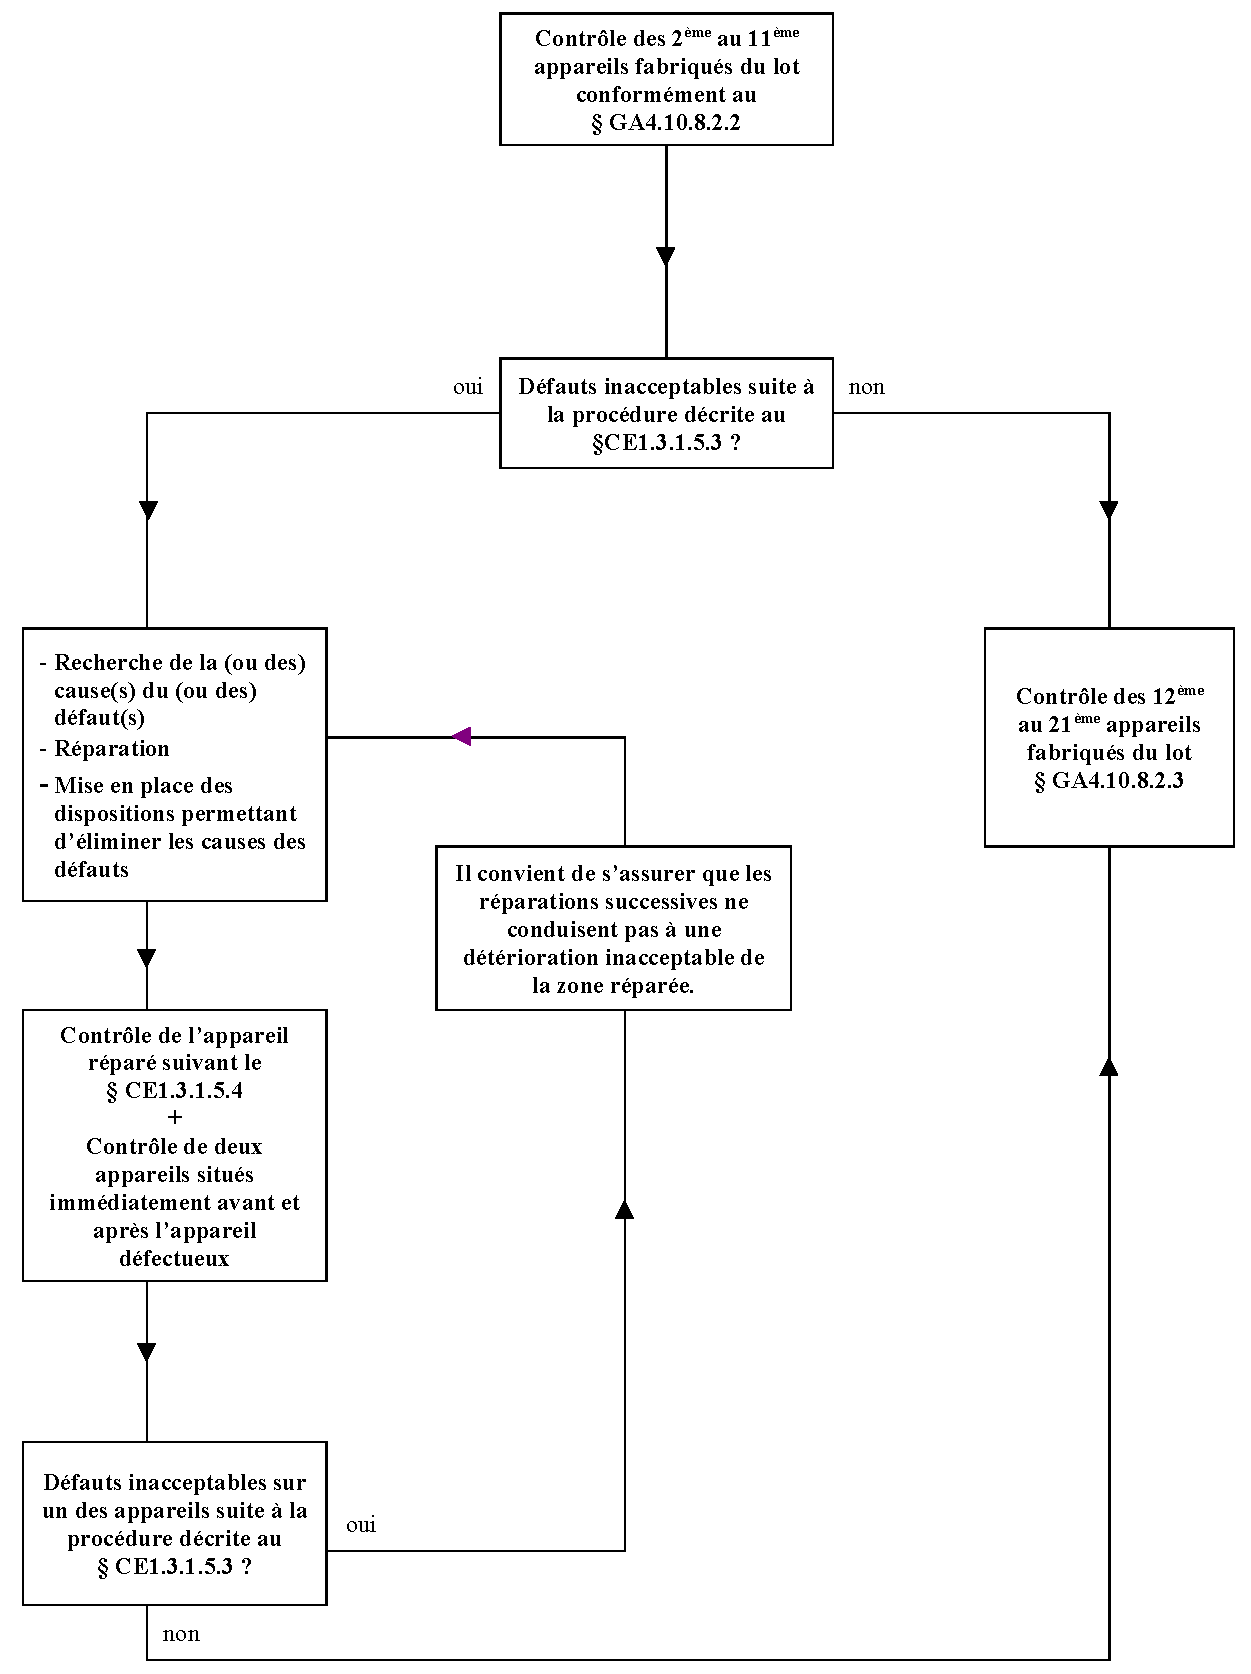 Contrôle des 2ème au 11ème
appareils fabriqués du lot
conformément au
§ GA4.10.8.2.2
oui
Défauts inacceptables suite à
la procédure décrite au
§CE1.3.1.5.3 ?
non
- Recherche de la (ou des)
cause(s) du (ou des)
défaut(s)
- Réparation
- Mise en place des
dispositions permettant
d’éliminer les causes des
défauts
Contrôle des 12ème
au 21ème appareils
fabriqués du lot
§ GA4.10.8.2.3
Il convient de s’assurer que les
réparations successives ne
conduisent pas à une
détérioration inacceptable de
la zone réparée.
Contrôle de l’appareil
réparé suivant le
§ CE1.3.1.5.4
+
Contrôle de deux
appareils situés
immédiatement avant et
après l’appareil
défectueux
Défauts inacceptables sur
un des appareils suite à la
procédure décrite au
§ CE1.3.1.5.3 ?
oui
non